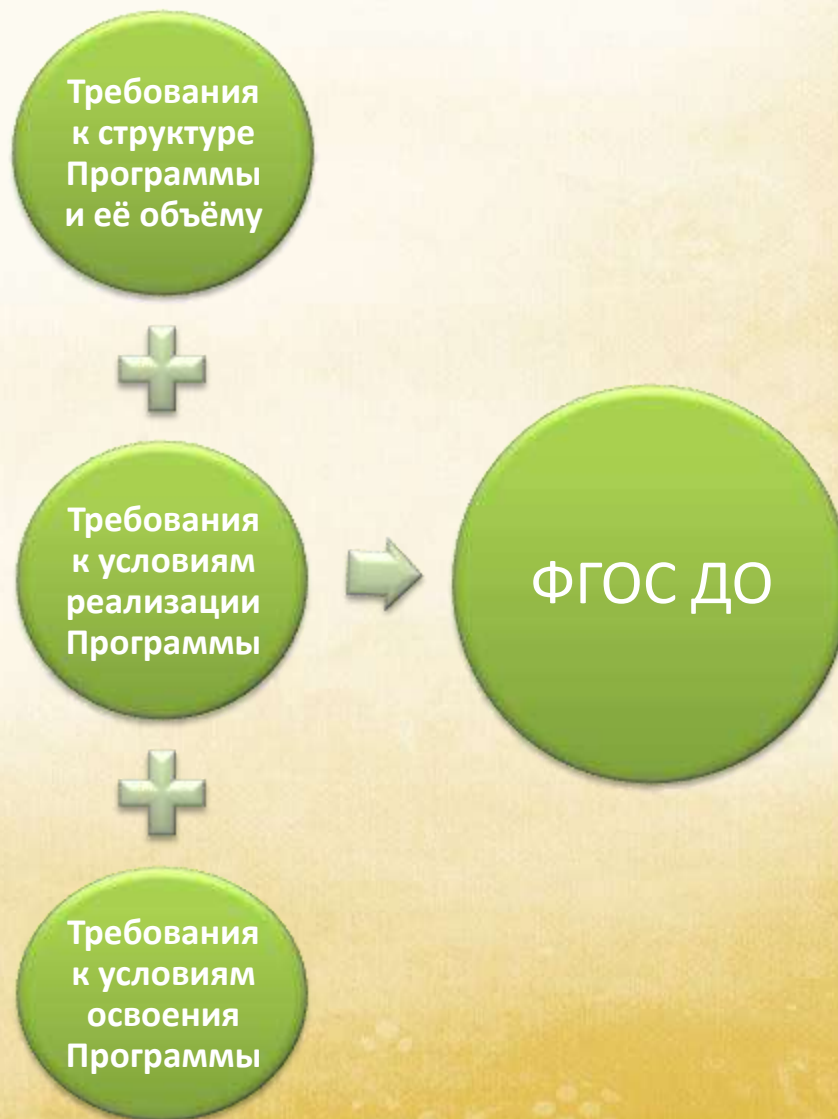 Требования
к структуре
Программы
и её объёму
Требования
к условиям
реализации
Программы
ФГОС ДО
Требования
к условиям
освоения
Программы